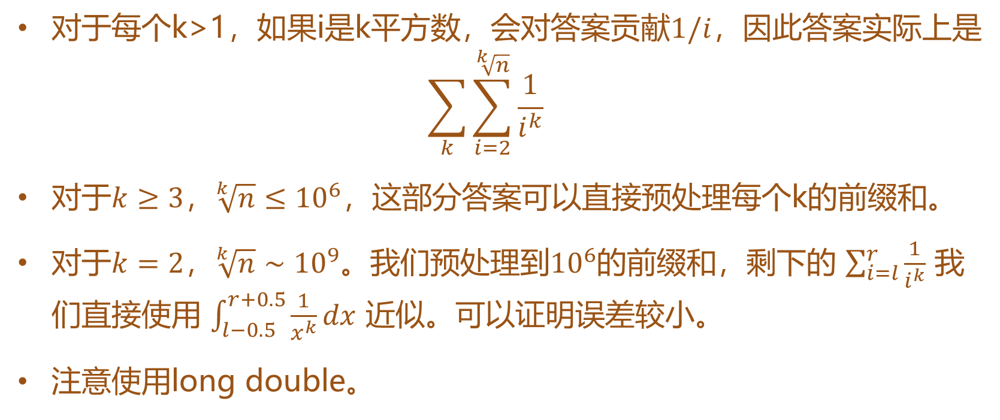 • 对于每个k>1，如果i是k平方数，会对答案贡献1/i，因此答案实际上是
$\sum_{k}\sum_{i=2}^{\sqrt[k]{n}}\frac{1}{i^k}$
• 对于$k \geq 3$，$\sqrt[k]{n} \leq 10^6$，这部分答案可以直接预处理每个k的前缀和。
• 对于$k = 2$，$\sqrt[k]{n} \sim 10^9$。我们预处理到$10^6$的前缀和，剩下的 $\sum_{i=l}^{r}\frac{1}{i^k}$ 我
们直接使用 $\int_{l-0.5}^{r+0.5}\frac{1}{x^k}dx$ 近似。可以证明误差较小。
• 注意使用long double。